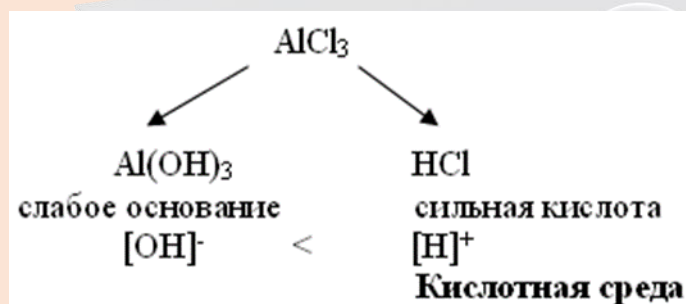 AlCl₃
Al(OH)₃ HCl
слабое основание сильная кислота
[OH]⁻ < [H]⁺
Кислотная среда